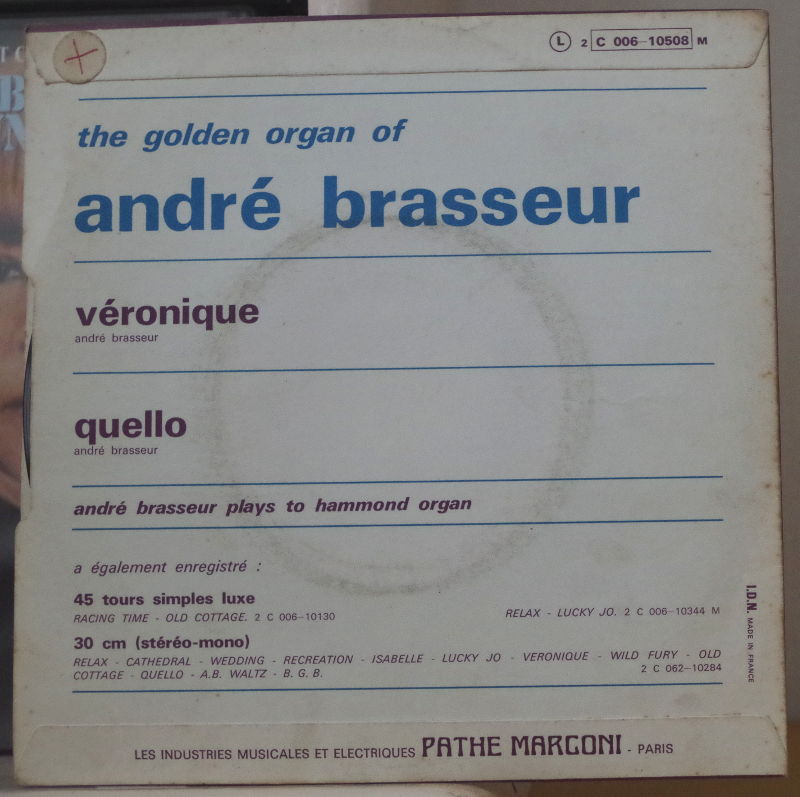 L 2 C 006-10508 M
the golden organ of
andré brasseur
véronique
andré brasseur
quello
andré brasseur
andré brasseur plays to hammond organ
a également enregistré :
45 tours simples luxe
RACING TIME - OLD COTTAGE. 2 C 006-10130
RELAX - LUCKY JO. 2 C 006-10344 M
30 cm (stéréo-mono)
RELAX - CATHEDRAL - WEDDING - RECREATION - ISABELLE - LUCKY JO - VERONIQUE - WILD FURY - OLD
COTTAGE - QUELLO - A.B. WALTZ - B. G. B. 2 C 062-10284
I.D.N. MADE IN FRANCE
LES INDUSTRIES MUSICALES ET ELECTRIQUES PATHE MARCONI - PARIS